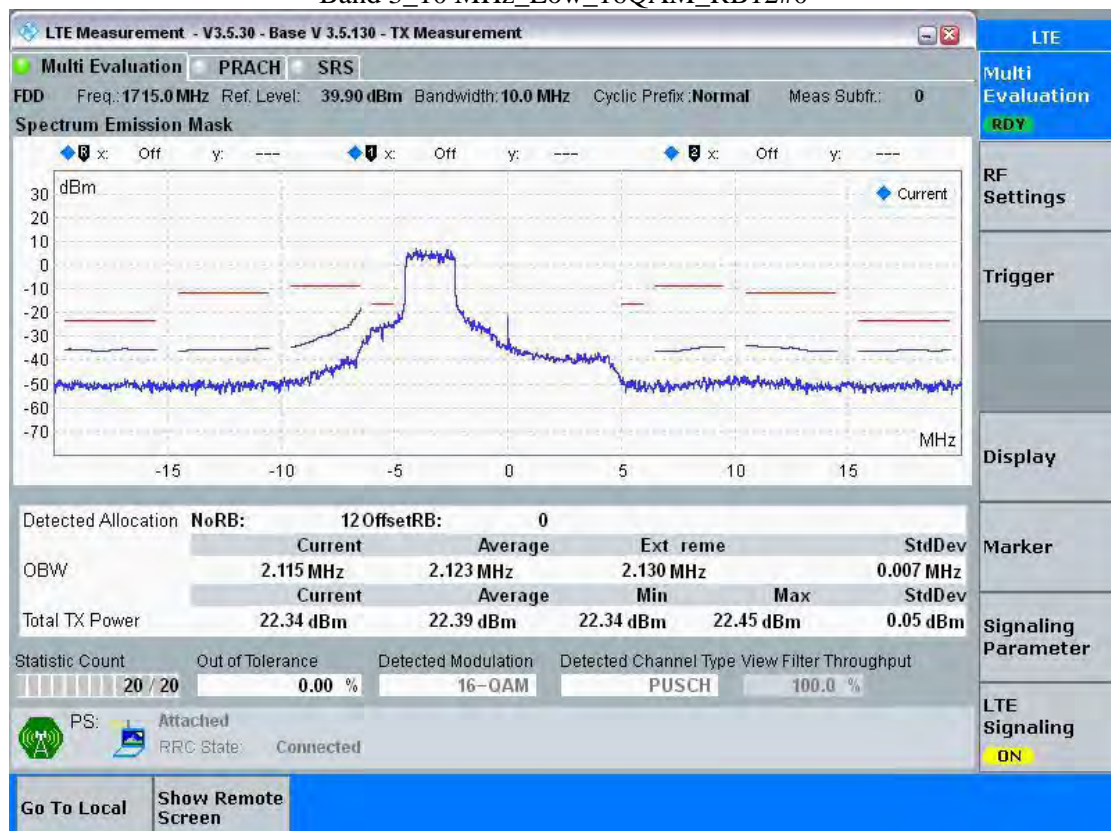 Band 3_10 MHz_Low_16QAM_RB12#0
LTE Measurement - V3.5.30 - Base V 3.5.130 - TX Measurement
LTE
Multi Evaluation PRACH SRS
Multi Evaluation
RDY
FDD Freq.: 1715.0 MHz Ref. Level: 39.90 dBm Bandwidth: 10.0 MHz Cyclic Prefix : Normal Meas Subfr.: 0
Spectrum Emission Mask
R x: Off y: --- 1 x: Off y: --- 2 x: Off y: ---
dBm
Current
30
20
10
0
-10
-20
-30
-40
-50
-60
-70
MHz
-15 -10 -5 0 5 10 15
RF Settings
Trigger
Display
Marker
Signaling Parameter
LTE Signaling
ON
Detected Allocation NoRB: 12 OffsetRB: 0
Current Average Ext reme StdDev
OBW 2.115 MHz 2.123 MHz 2.130 MHz 0.007 MHz
Current Average Min Max StdDev
Total TX Power 22.34 dBm 22.39 dBm 22.34 dBm 22.45 dBm 0.05 dBm
Statistic Count Out of Tolerance Detected Modulation Detected Channel Type View Filter Throughput
20 / 20 0.00 % 16-QAM PUSCH 100.0 %
PS: Attached
RRC State: Connected
Go To Local
Show Remote Screen